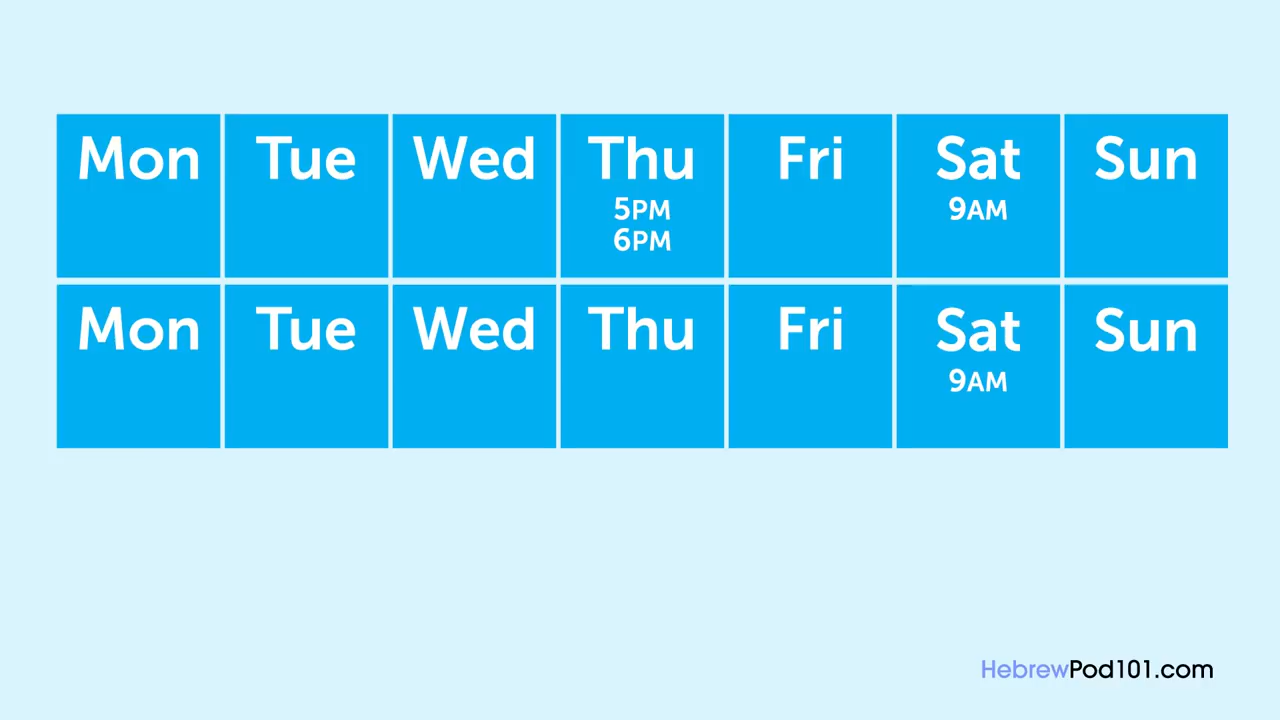 Mon Tue Wed Thu Fri Sat Sun
5PM 9AM
6PM
Mon Tue Wed Thu Fri Sat Sun
9AM
HebrewPod101.com